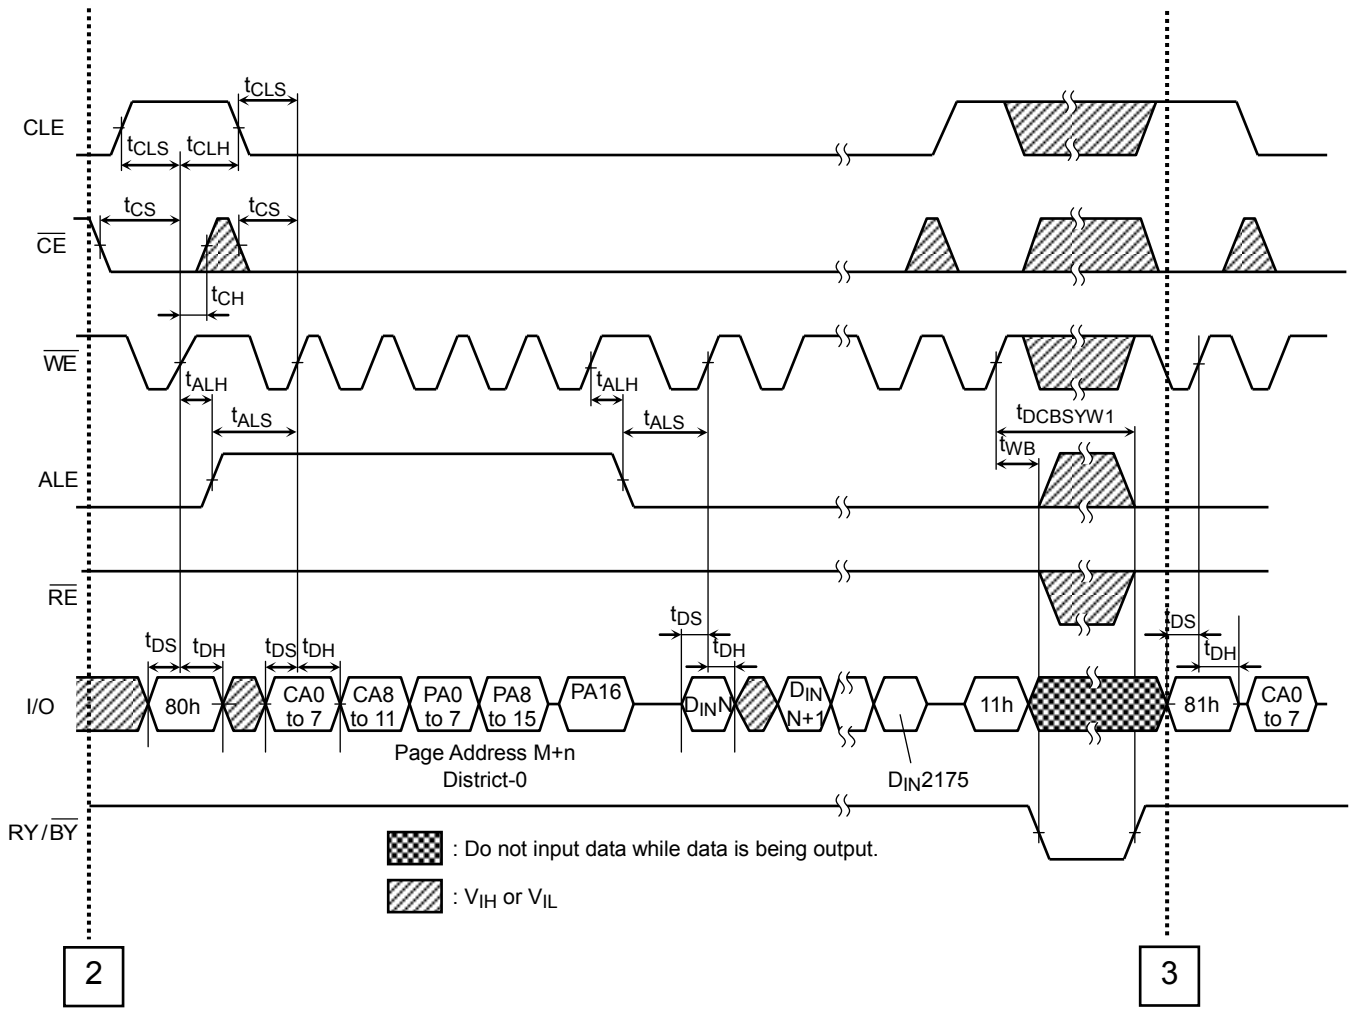 tCLS
CLE
tCLS
tCLH
tCS
tCS
CE
tCH
WE
tALH
tALH
tDCBSYW1
tALS
tALS
tWB
ALE
RE
tDS
DS
tDS
tDH
tDS
tDH
tDH
tDH
I/O
80h
CA0
to 7
CA8
to 11
PA0
to 7
PA8
to 15
PA16
DINN
DIN
N+1
11h
81h
CA0
to 7
Page Address M+n
District-0
DIN2175
RY/BY
: Do not input data while data is being output.
: VIH or VIL
2
3